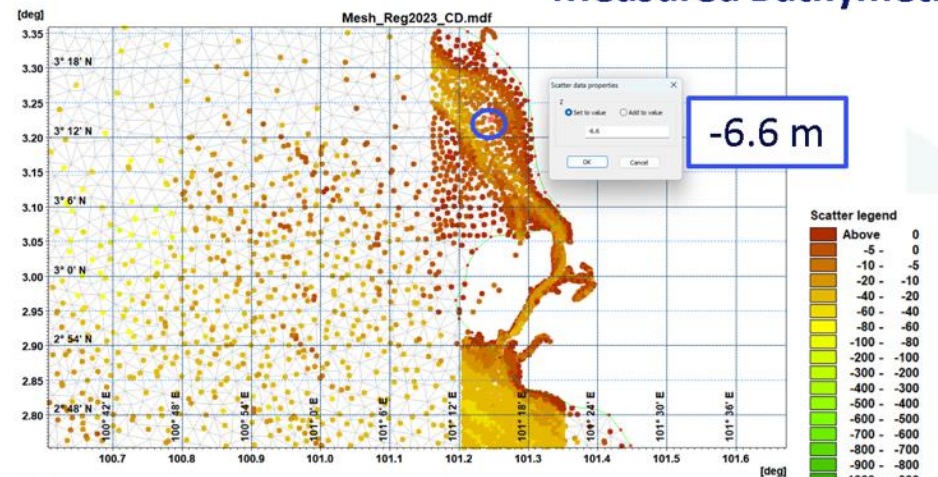 [deg]
Mesh_Reg2023_CD.mdf
3.35
3.30
3° 18' N
3.25
3.20
3° 12' N
3.15
3.10
3° 6' N
3.05
3.00
3° 0' N
2.95
2.90
2° 54' N
2.85
2.80
2° 48' N
100° 42' E
100° 48' E
100° 54' E
101° 0' E
101° 6' E
101° 12' E
101° 18' E
101° 24' E
101° 30' E
101° 36' E
100.7
100.8
100.9
101.0
101.1
101.2
101.3
101.4
101.5
101.6
[deg]
Scatter data properties
Z
Set to value Add to value
-6.6
OK Cancel
-6.6 m
Scatter legend
Above 0
-5 - 0
-10 - -5
-20 - -10
-40 - -20
-60 - -40
-80 - -60
-100 - -80
-200 - -100
-300 - -200
-400 - -300
-500 - -400
-600 - -500
-700 - -600
-800 - -700
-900 - -800